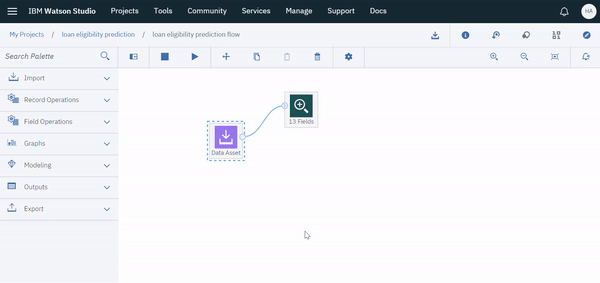 IBM Watson Studio Projects Tools Community Services Manage Support Docs HA
My Projects / loan eligibility prediction / loan eligibility prediction flow
Search Palette
Import
Record Operations
Field Operations
Graphs
Modeling
Outputs
Export
13 Fields
Data Asset